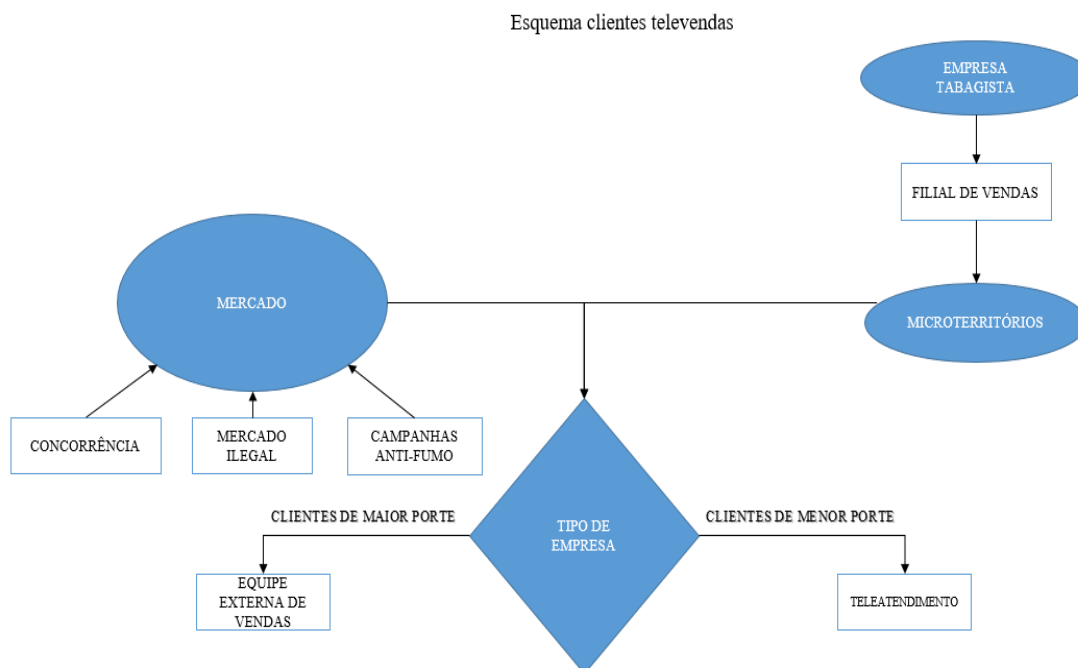 Esquema clientes televendas
EMPRESA
TABAGISTA
FILIAL DE VENDAS
MERCADO
MICROTERRITÓRIOS
CONCORRÊNCIA
MERCADO
ILEGAL
CAMPANHAS
ANTI-FUMO
CLIENTES DE MAIOR PORTE
CLIENTES DE MENOR PORTE
TIPO DE
EMPRESA
EQUIPE
EXTERNA DE
VENDAS
TELEATENDIMENTO